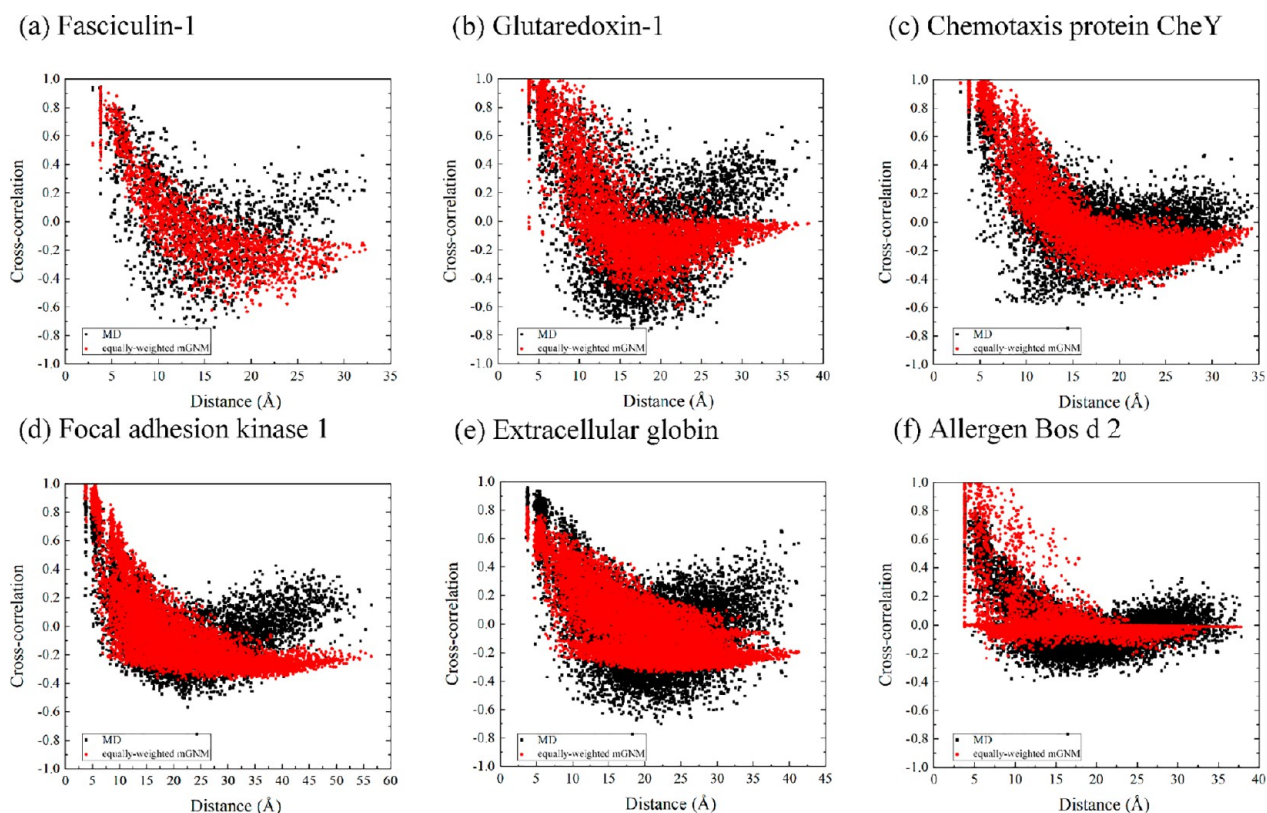 (a) Fasciculin-1
(b) Glutaredoxin-1
(c) Chemotaxis protein CheY
1.0
0.8
0.6
0.4
0.2
0.0
-0.2
-0.4
-0.6
-0.8
-1.0
Cross-correlation
MD
equally-weighted mGNM
0 5 10 15 20 25 30 35
Distance (Å)
1.0
0.8
0.6
0.4
0.2
0.0
-0.2
-0.4
-0.6
-0.8
-1.0
Cross-correlation
MD
equally-weighted mGNM
0 5 10 15 20 25 30 35 40
Distance (Å)
1.0
0.8
0.6
0.4
0.2
0.0
-0.2
-0.4
-0.6
-0.8
-1.0
Cross-correlation
MD
equally-weighted mGNM
0 5 10 15 20 25 30 35
Distance (Å)
(d) Focal adhesion kinase 1
(e) Extracellular globin
(f) Allergen Bos d 2
1.0
0.8
0.6
0.4
0.2
0.0
-0.2
-0.4
-0.6
-0.8
-1.0
Cross-correlation
MD
equally-weighted mGNM
0 5 10 15 20 25 30 35 40 45 50 55 60
Distance (Å)
1.0
0.8
0.6
0.4
0.2
0.0
-0.2
-0.4
-0.6
-0.8
-1.0
Cross-correlation
MD
equally-weighted mGNM
0 5 10 15 20 25 30 35 40 45
Distance (Å)
1.0
0.8
0.6
0.4
0.2
0.0
-0.2
-0.4
-0.6
-0.8
-1.0
Cross-correlation
MD
equally-weighted mGNM
0 5 10 15 20 25 30 35 40
Distance (Å)